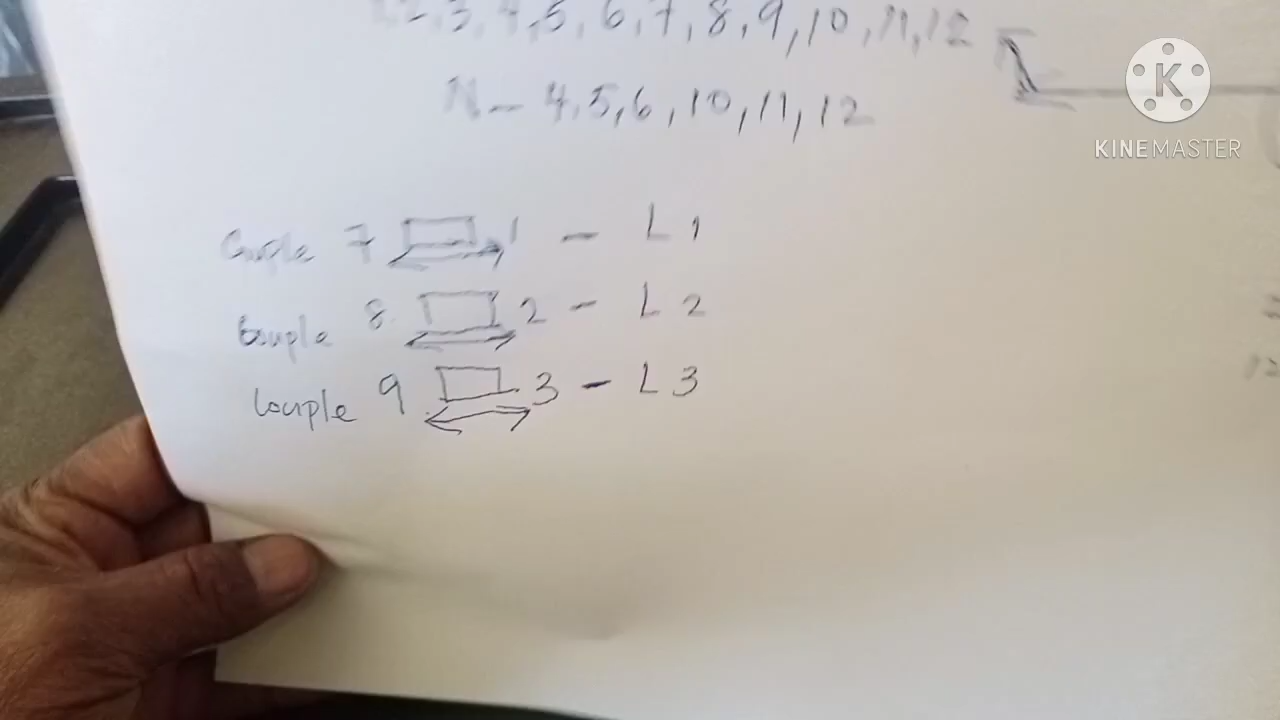 2, 3, 4, 5, 6, 7, 8, 9, 10, 11, 12
N - 4, 5, 6, 10, 11, 12
Couple 7 1 - L 1
Couple 8 2 - L 2
Couple 9 3 - L 3
KINEMASTER